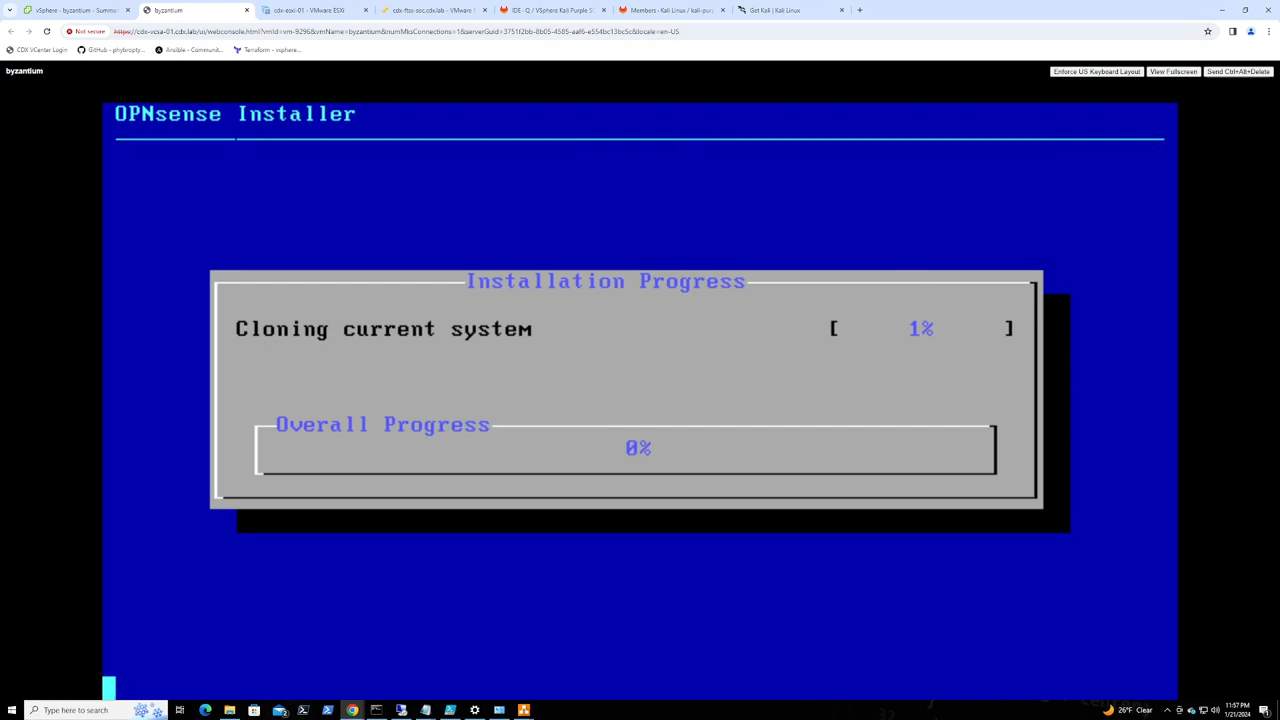 vSphere - byzantium - Summa
byzantium
cdx-esxi-01 - VMware ESXi
cdx-ftss-soc.cdx.lab - VMware
IDE · Q / VSphere Kali Purple S
Members · Kali Linux / kali-pur
Get Kali | Kali Linux
Not secure
https://cdx-vcsa-01.cdx.lab/ui/webconsole.html?vmId=vm-9296&vmName=byzantium&numMksConnections=1&serverGuid=37512fbb-8b05-4585-aaf6-e554bc13bc5c&locale=en-US
CDX VCenter Login
GitHub - phybropty...
Ansible - Communit...
Terraform - vsphere...
byzantium
Enforce US Keyboard Layout
View Fullscreen
Send Ctrl+Alt+Delete
OPNsense Installer
Installation Progress
Cloning current system [ 1% ]
Overall Progress
0%
Type here to search
Clear
11:57 PM
1/21/2024